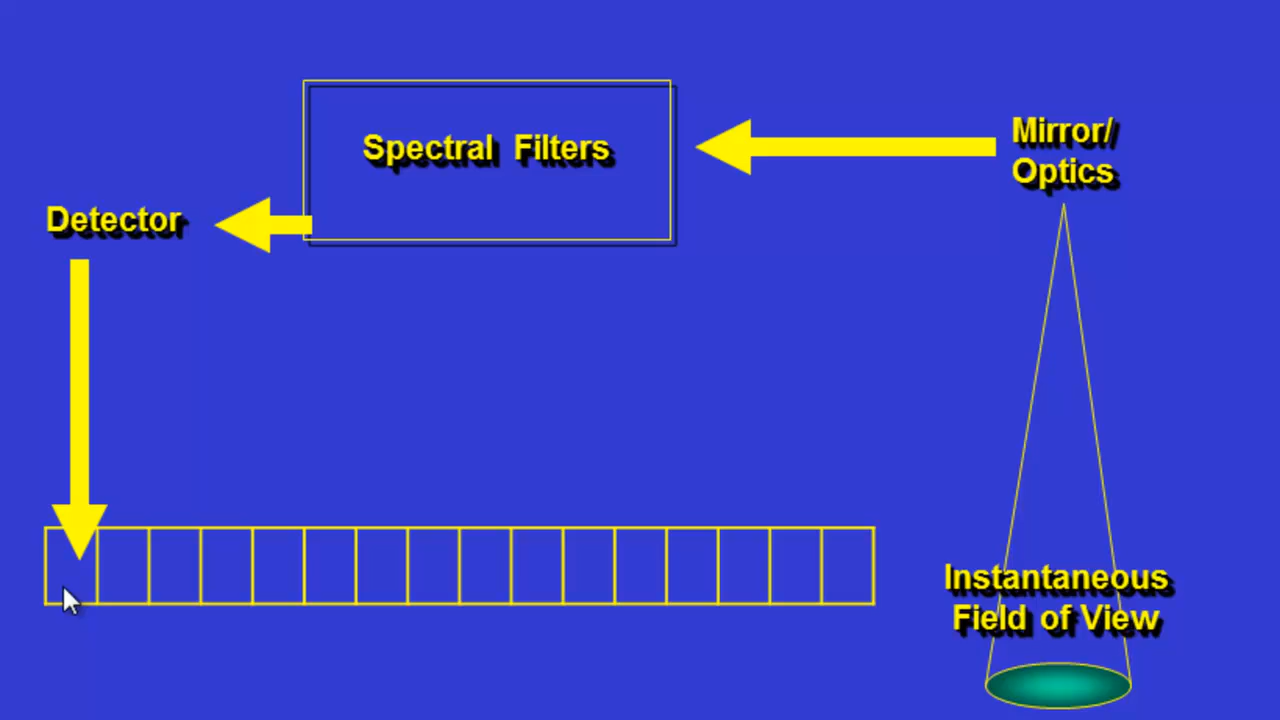 Spectral Filters
Mirror/
Optics
Detector
Instantaneous
Field of View